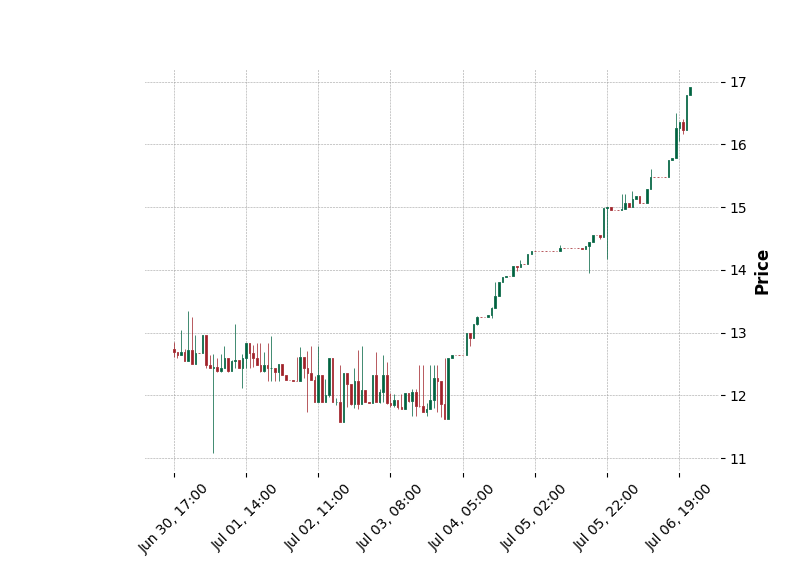 17
16
15
14
13
12
11
Price
Jun 30, 17:00
Jul 01, 14:00
Jul 02, 11:00
Jul 03, 08:00
Jul 04, 05:00
Jul 05, 02:00
Jul 05, 22:00
Jul 06, 19:00